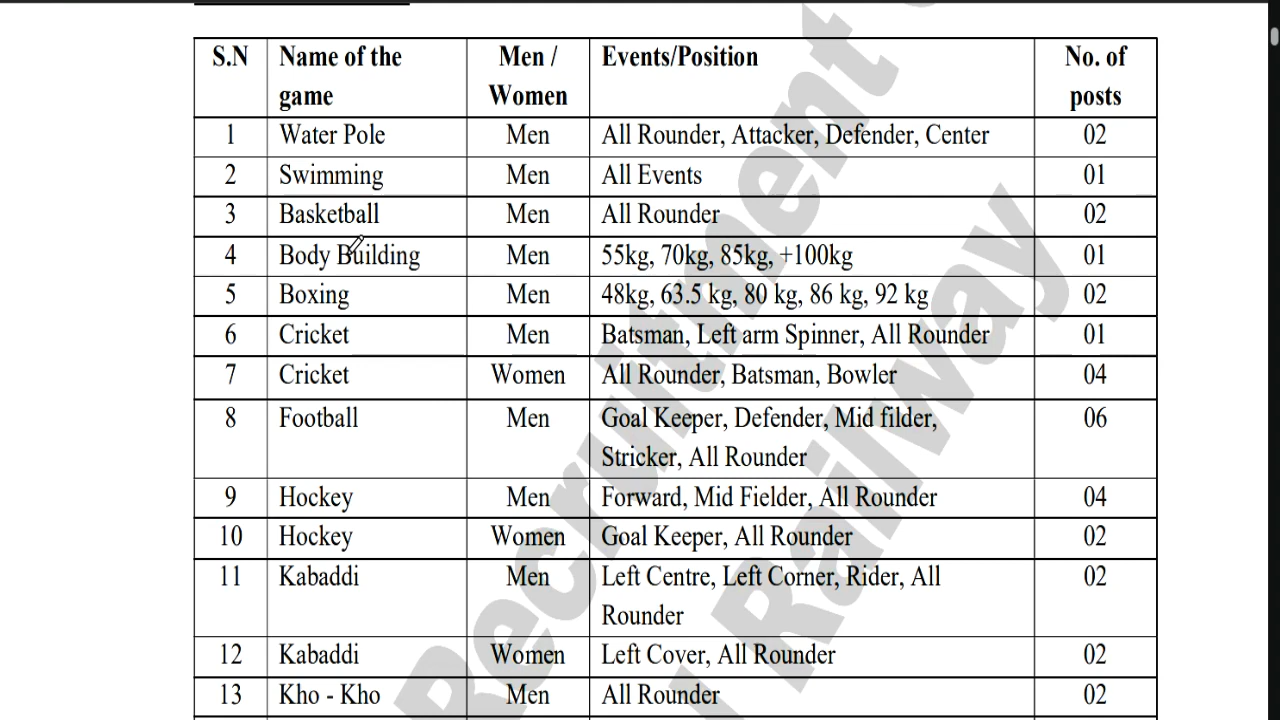 S.N Name of the game Men / Women Events/Position No. of posts
1 Water Pole Men All Rounder, Attacker, Defender, Center 02
2 Swimming Men All Events 01
3 Basketball Men All Rounder 02
4 Body Building Men 55kg, 70kg, 85kg, +100kg 01
5 Boxing Men 48kg, 63.5 kg, 80 kg, 86 kg, 92 kg 02
6 Cricket Men Batsman, Left arm Spinner, All Rounder 01
7 Cricket Women All Rounder, Batsman, Bowler 04
8 Football Men Goal Keeper, Defender, Mid filder, 06
Stricker, All Rounder
9 Hockey Men Forward, Mid Fielder, All Rounder 04
10 Hockey Women Goal Keeper, All Rounder 02
11 Kabaddi Men Left Centre, Left Corner, Rider, All 02
Rounder
12 Kabaddi Women Left Cover, All Rounder 02
13 Kho - Kho Men All Rounder 02
Recruitment
Railway